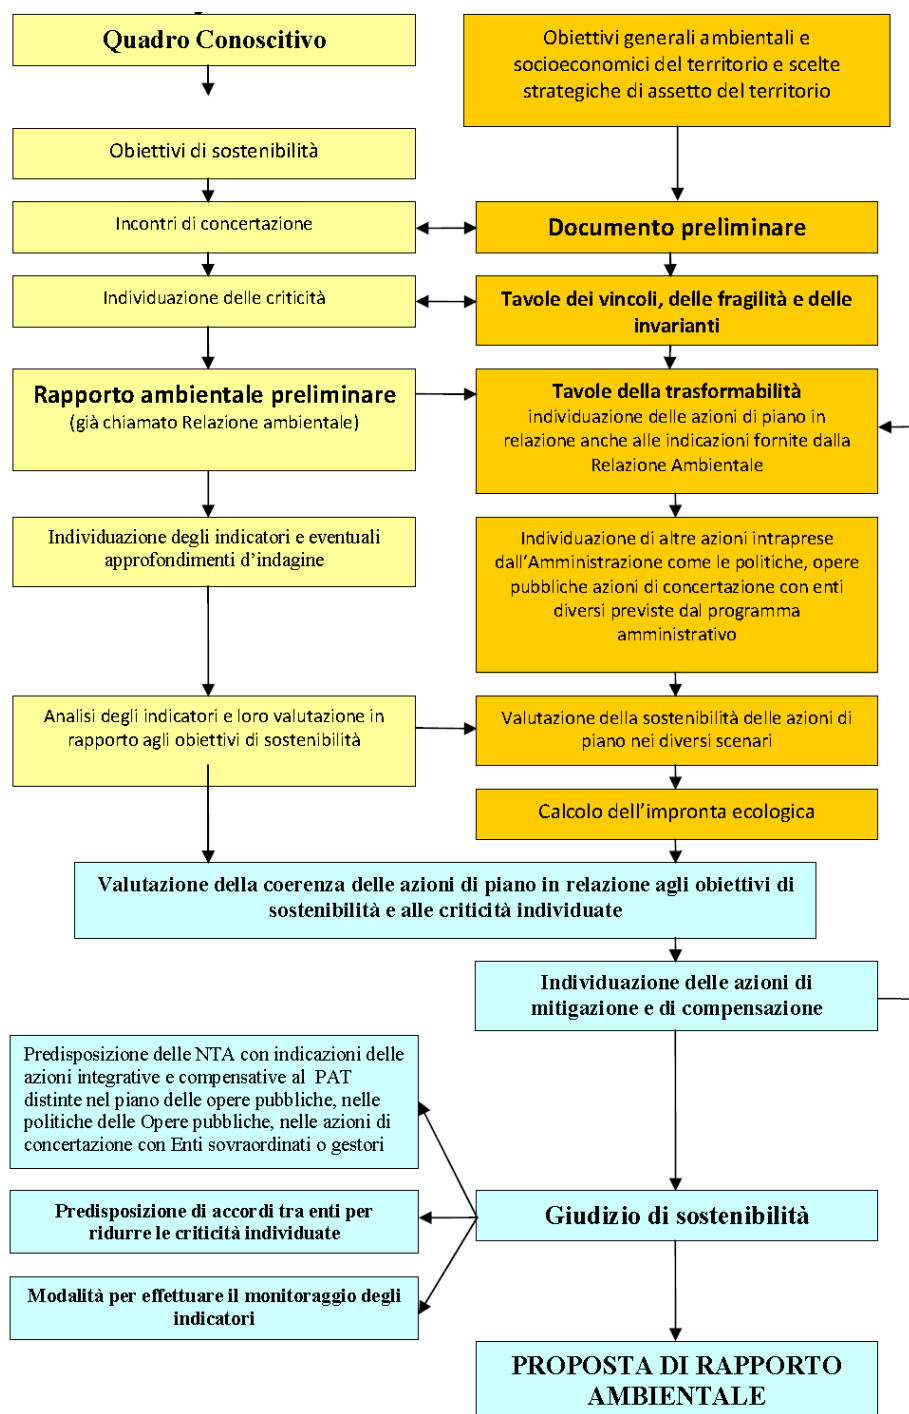 Quadro Conoscitivo
Obiettivi generali ambientali e
socioeconomici del territorio e scelte
strategiche di assetto del territorio
Obiettivi di sostenibilità
Incontri di concertazione
Documento preliminare
Individuazione delle criticità
Tavole dei vincoli, delle fragilità e delle
invarianti
Rapporto ambientale preliminare
(già chiamato Relazione ambientale)
Tavole della trasformabilità
individuazione delle azioni di piano in
relazione anche alle indicazioni fornite dalla
Relazione Ambientale
Individuazione degli indicatori e eventuali
approfondimenti d’indagine
Individuazione di altre azioni intraprese
dall’Amministrazione come le politiche, opere
pubbliche azioni di concertazione con enti
diversi previste dal programma
amministrativo
Analisi degli indicatori e loro valutazione in
rapporto agli obiettivi di sostenibilità
Valutazione della sostenibilità delle azioni di
piano nei diversi scenari
Calcolo dell’impronta ecologica
Valutazione della coerenza delle azioni di piano in relazione agli obiettivi di
sostenibilità e alle criticità individuate
Individuazione delle azioni di
mitigazione e di compensazione
Predisposizione delle NTA con indicazioni delle
azioni integrative e compensative al PAT
distinte nel piano delle opere pubbliche, nelle
politiche delle Opere pubbliche, nelle azioni di
concertazione con Enti sovraordinati o gestori
Predisposizione di accordi tra enti per
ridurre le criticità individuate
Giudizio di sostenibilità
Modalità per effettuare il monitoraggio degli
indicatori
PROPOSTA DI RAPPORTO
AMBIENTALE